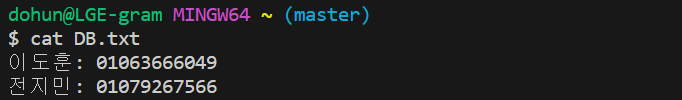 dohun@LGE-gram MINGW64 ~ (master)
$ cat DB.txt
이도훈: 01063666049
전지민: 01079267566